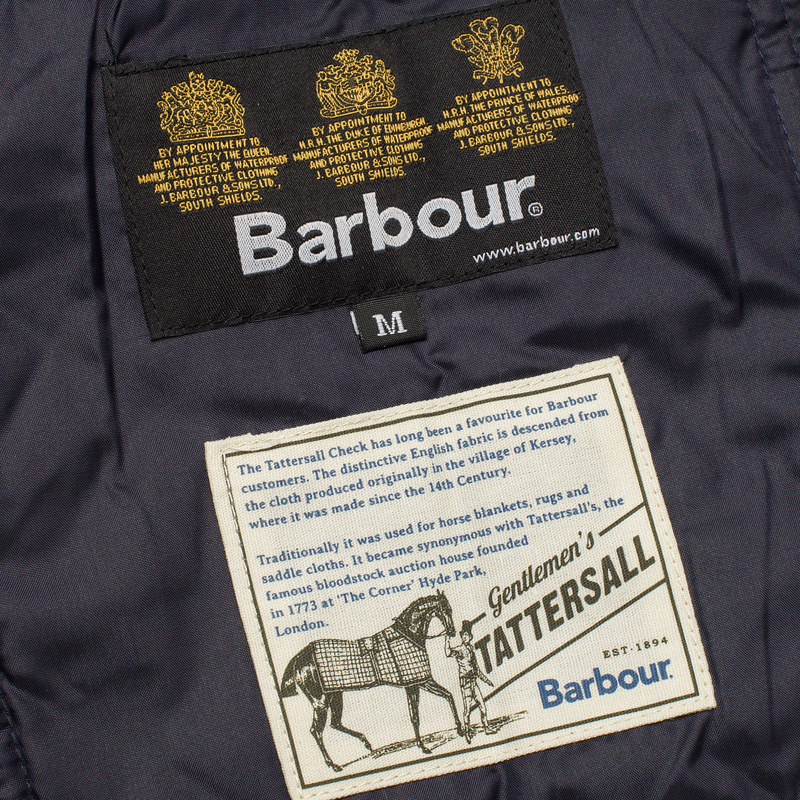 BY APPOINTMENT TO
HER MAJESTY THE QUEEN
MANUFACTURERS OF WATERPROOF
AND PROTECTIVE CLOTHING
J. BARBOUR & SONS LTD.,
SOUTH SHIELDS.
BY APPOINTMENT TO
H.R.H. THE DUKE OF EDINBURGH
MANUFACTURERS OF WATERPROOF
AND PROTECTIVE CLOTHING
J. BARBOUR & SONS LTD.,
SOUTH SHIELDS.
BY APPOINTMENT TO
H.R.H. THE PRINCE OF WALES.
MANUFACTURERS OF WATERPROOF
AND PROTECTIVE CLOTHING
J. BARBOUR & SONS LTD.,
SOUTH SHIELDS.
Barbour®
www.barbour.com
M
The Tattersall Check has long been a favourite for Barbour
customers. The distinctive English fabric is descended from
the cloth produced originally in the village of Kersey,
where it was made since the 14th Century.
Traditionally it was used for horse blankets, rugs and
saddle cloths. It became synonymous with Tattersall's, the
famous bloodstock auction house founded
in 1773 at 'The Corner' Hyde Park,
London.
Gentlemen's
TATTERSALL
EST·1894
Barbour.